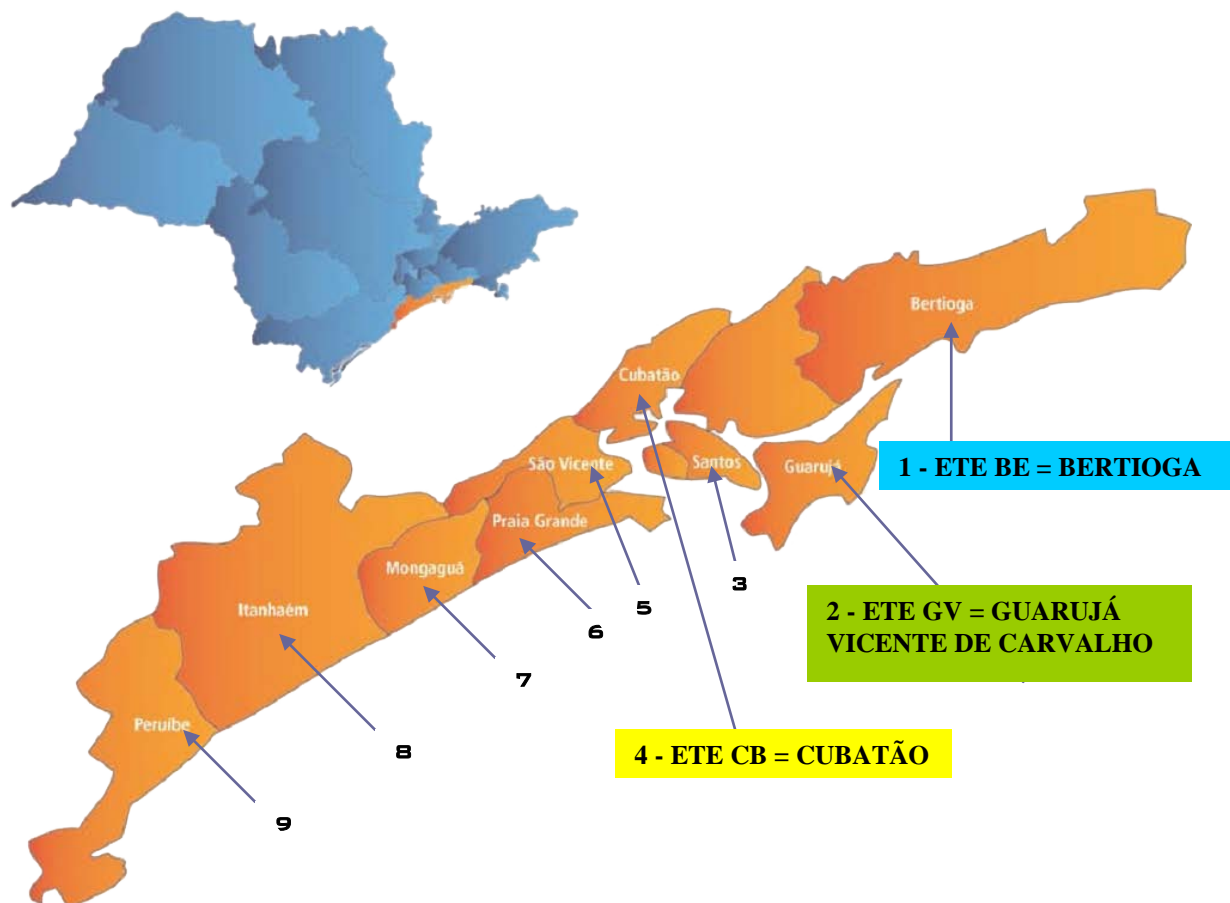 Bertioga
Cubatão
São Vicente
Santos
Guarujá
1 - ETE BE = BERTIOGA
Praia Grande
Mongaguá
Itanhaém
3
5
6
2 - ETE GV = GUARUJÁ
VICENTE DE CARVALHO
7
Peruíbe
8
4 - ETE CB = CUBATÃO
9